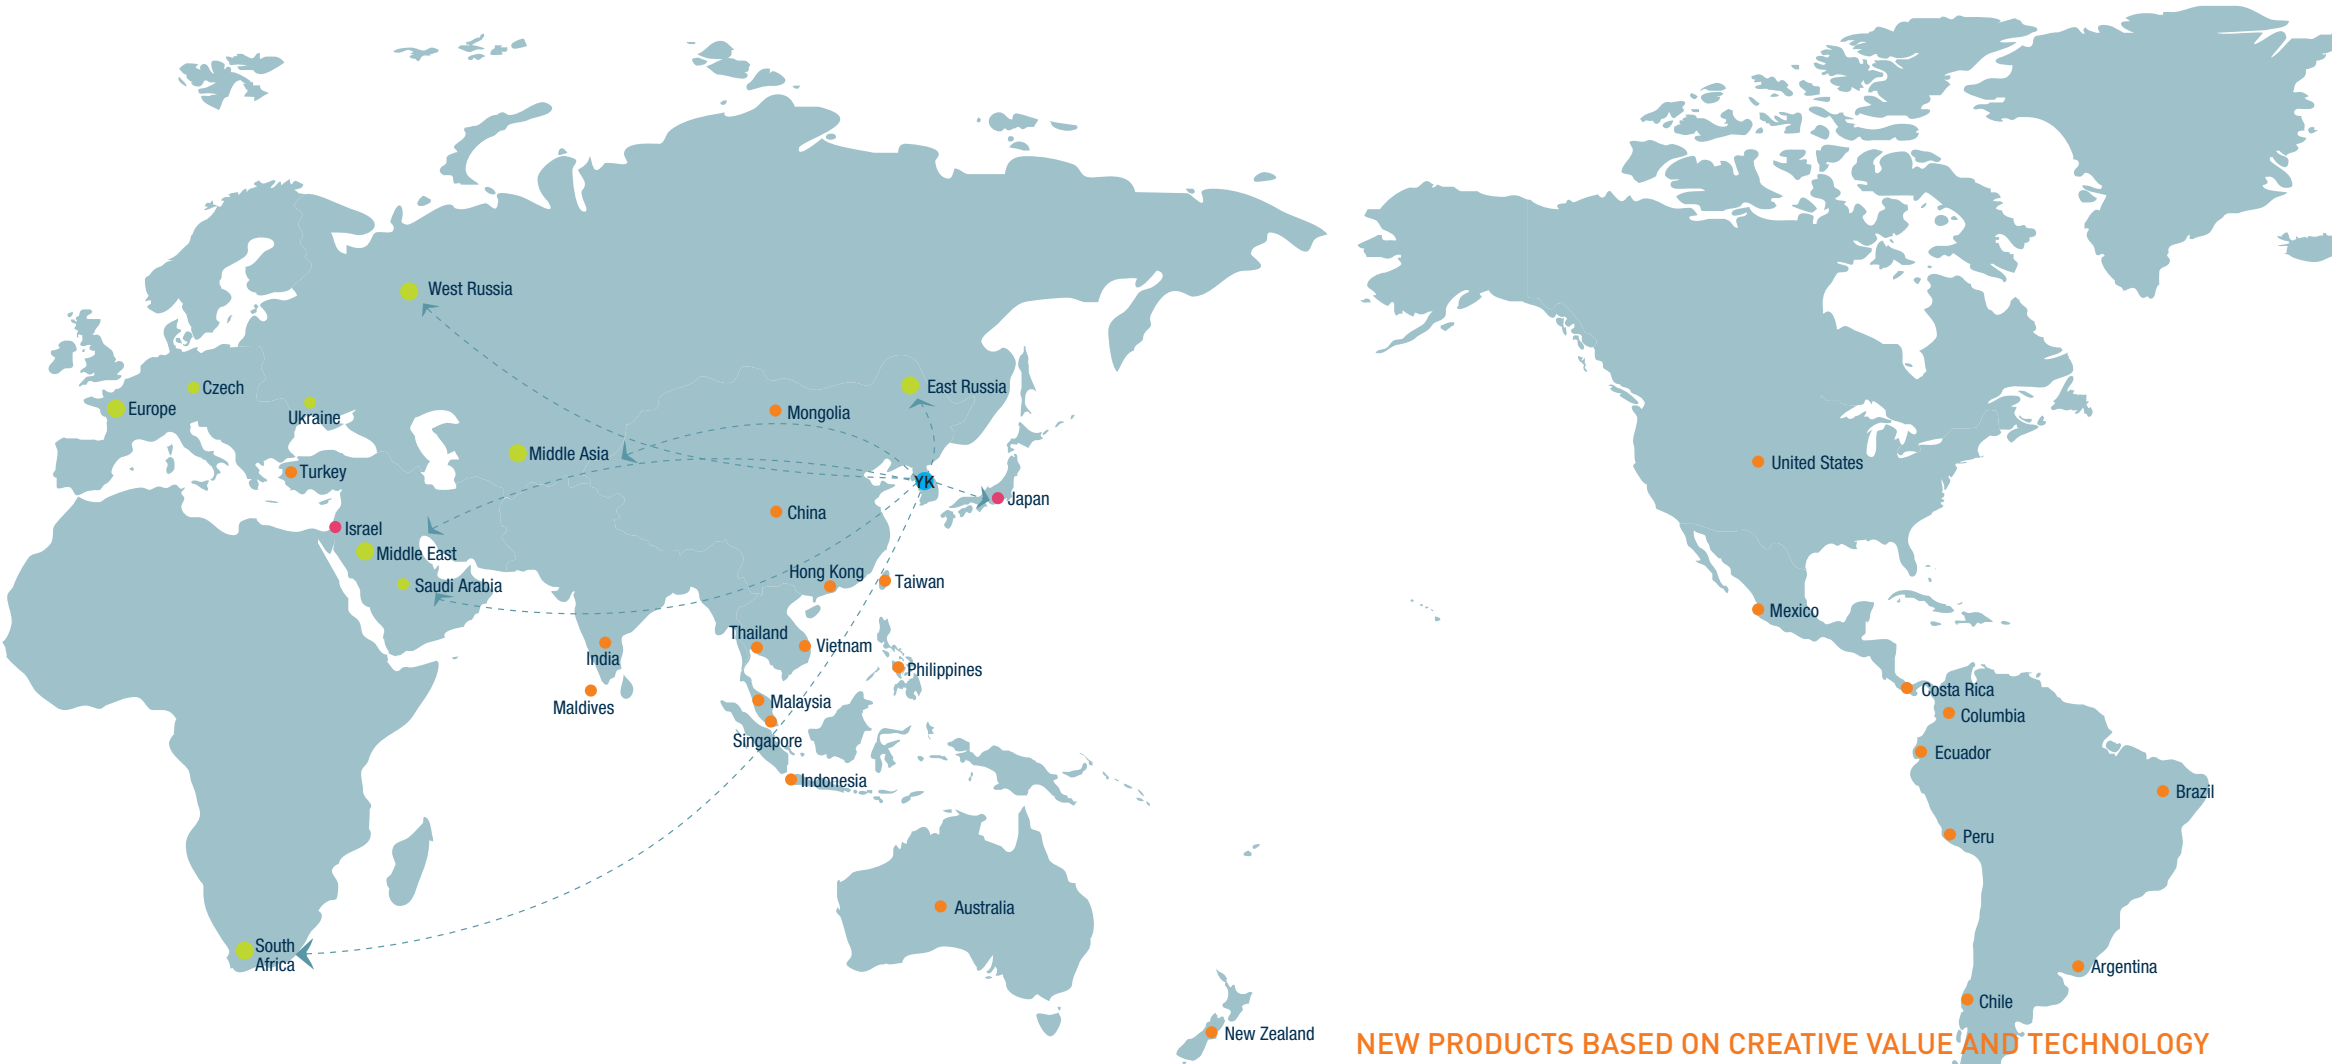 West Russia
Czech
Europe
Ukraine
East Russia
Mongolia
Middle Asia
Turkey
United States
YK
Japan
China
Israel
Middle East
Hong Kong
Taiwan
Saudi Arabia
Mexico
Thailand
Vietnam
India
Philippines
Costa Rica
Malaysia
Maldives
Columbia
Singapore
Ecuador
Indonesia
Brazil
Peru
Australia
South
Africa
Argentina
Chile
New Zealand
NEW PRODUCTS BASED ON CREATIVE VALUE AND TECHNOLOGY